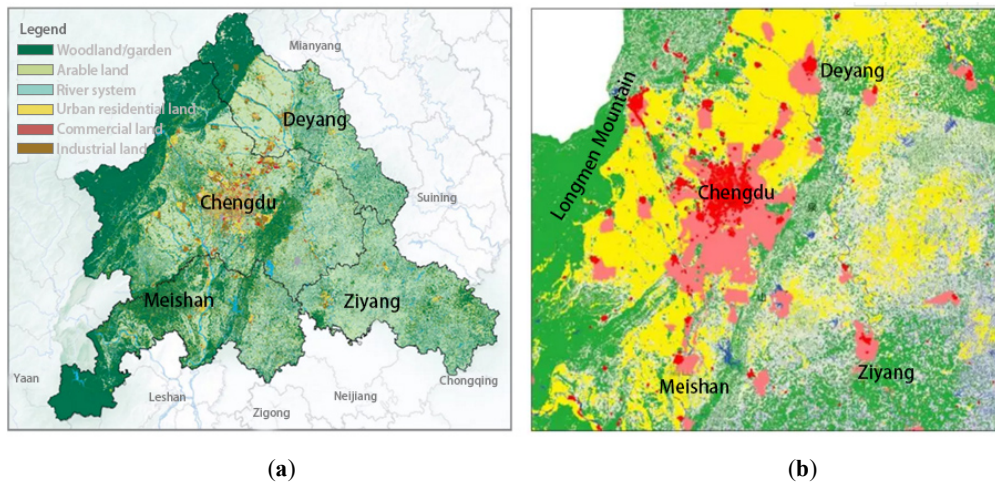 Legend
Woodland/garden
Arable land
River system
Urban residential land
Commercial land
Industrial land
Mianyang
Deyang
Chengdu
Suining
Meishan
Ziyang
Yaan
Leshan
Zigong
Neijiang
Chongqing
(a)
Longmen Mountain
Deyang
Chengdu
Meishan
Ziyang
(b)